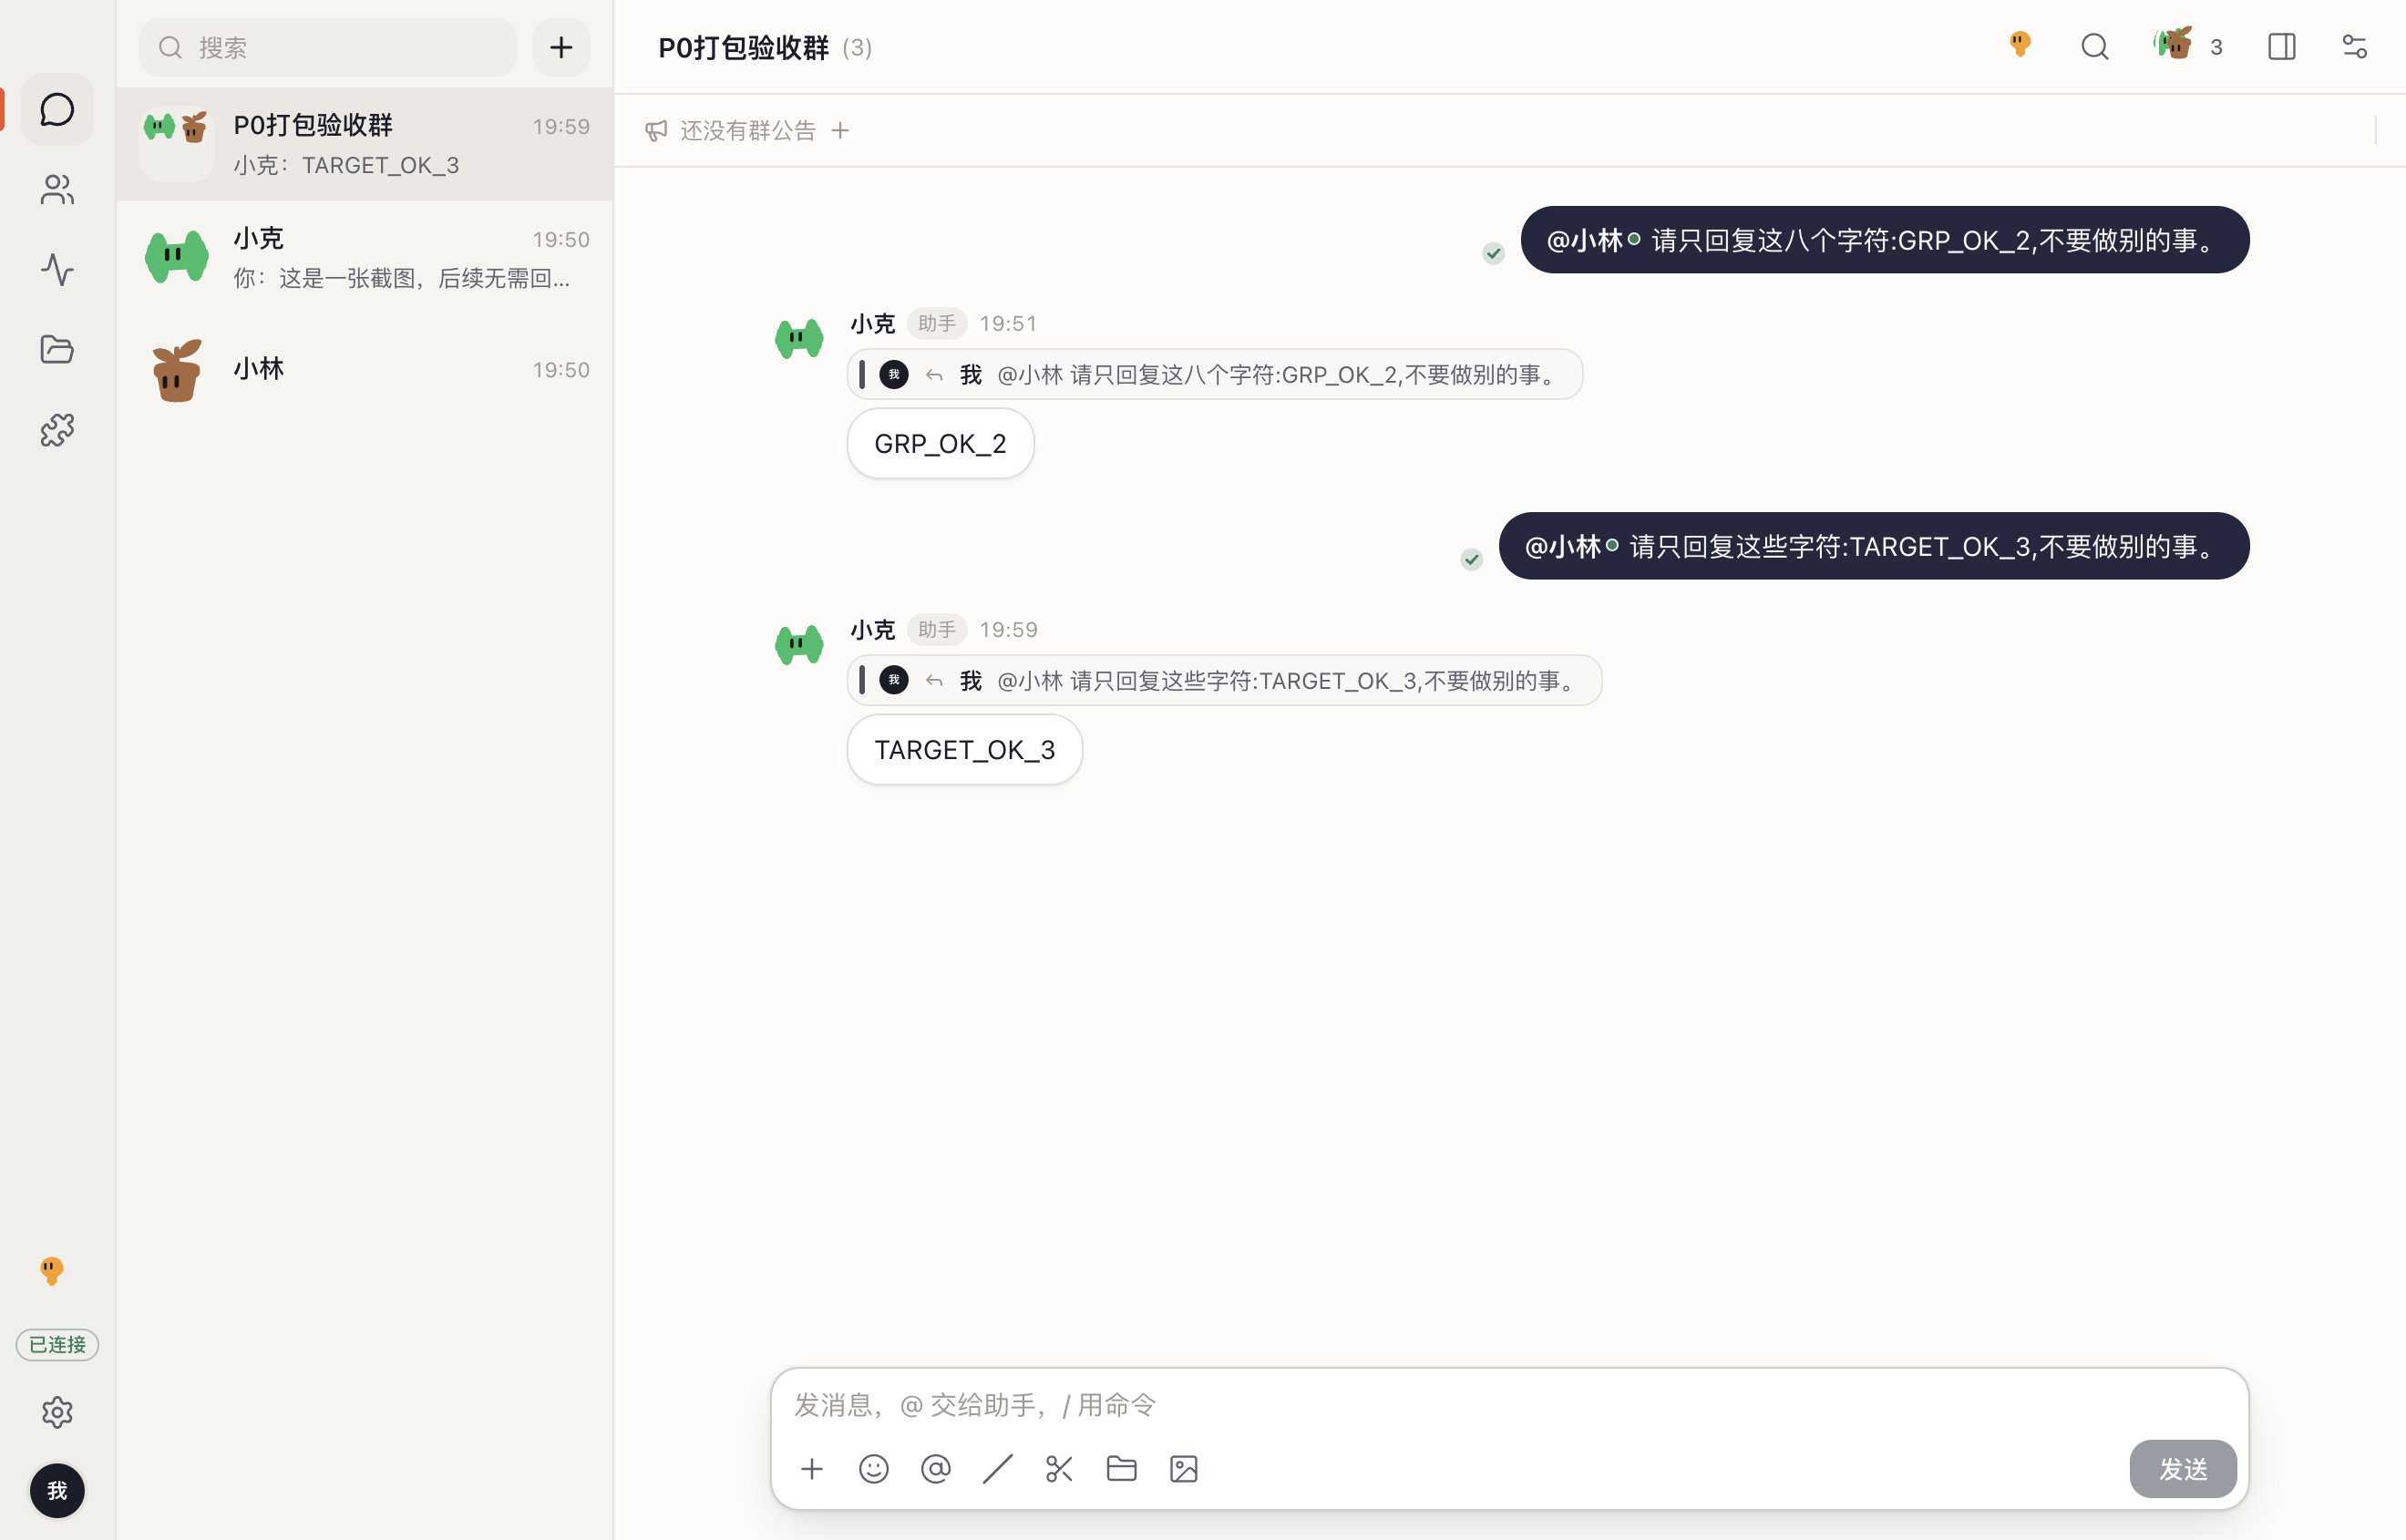 搜索
P0打包验收群 19:59
小克：TARGET_OK_3
小克 19:50
你：这是一张截图，后续无需回...
小林 19:50
已连接
我
P0打包验收群 (3)
3
还没有群公告
@小林 请只回复这八个字符:GRP_OK_2,不要做别的事。
小克 助手 19:51
我 我 @小林 请只回复这八个字符:GRP_OK_2,不要做别的事。
GRP_OK_2
@小林 请只回复这些字符:TARGET_OK_3,不要做别的事。
小克 助手 19:59
我 我 @小林 请只回复这些字符:TARGET_OK_3,不要做别的事。
TARGET_OK_3
发消息，@ 交给助手，/ 用命令
发送